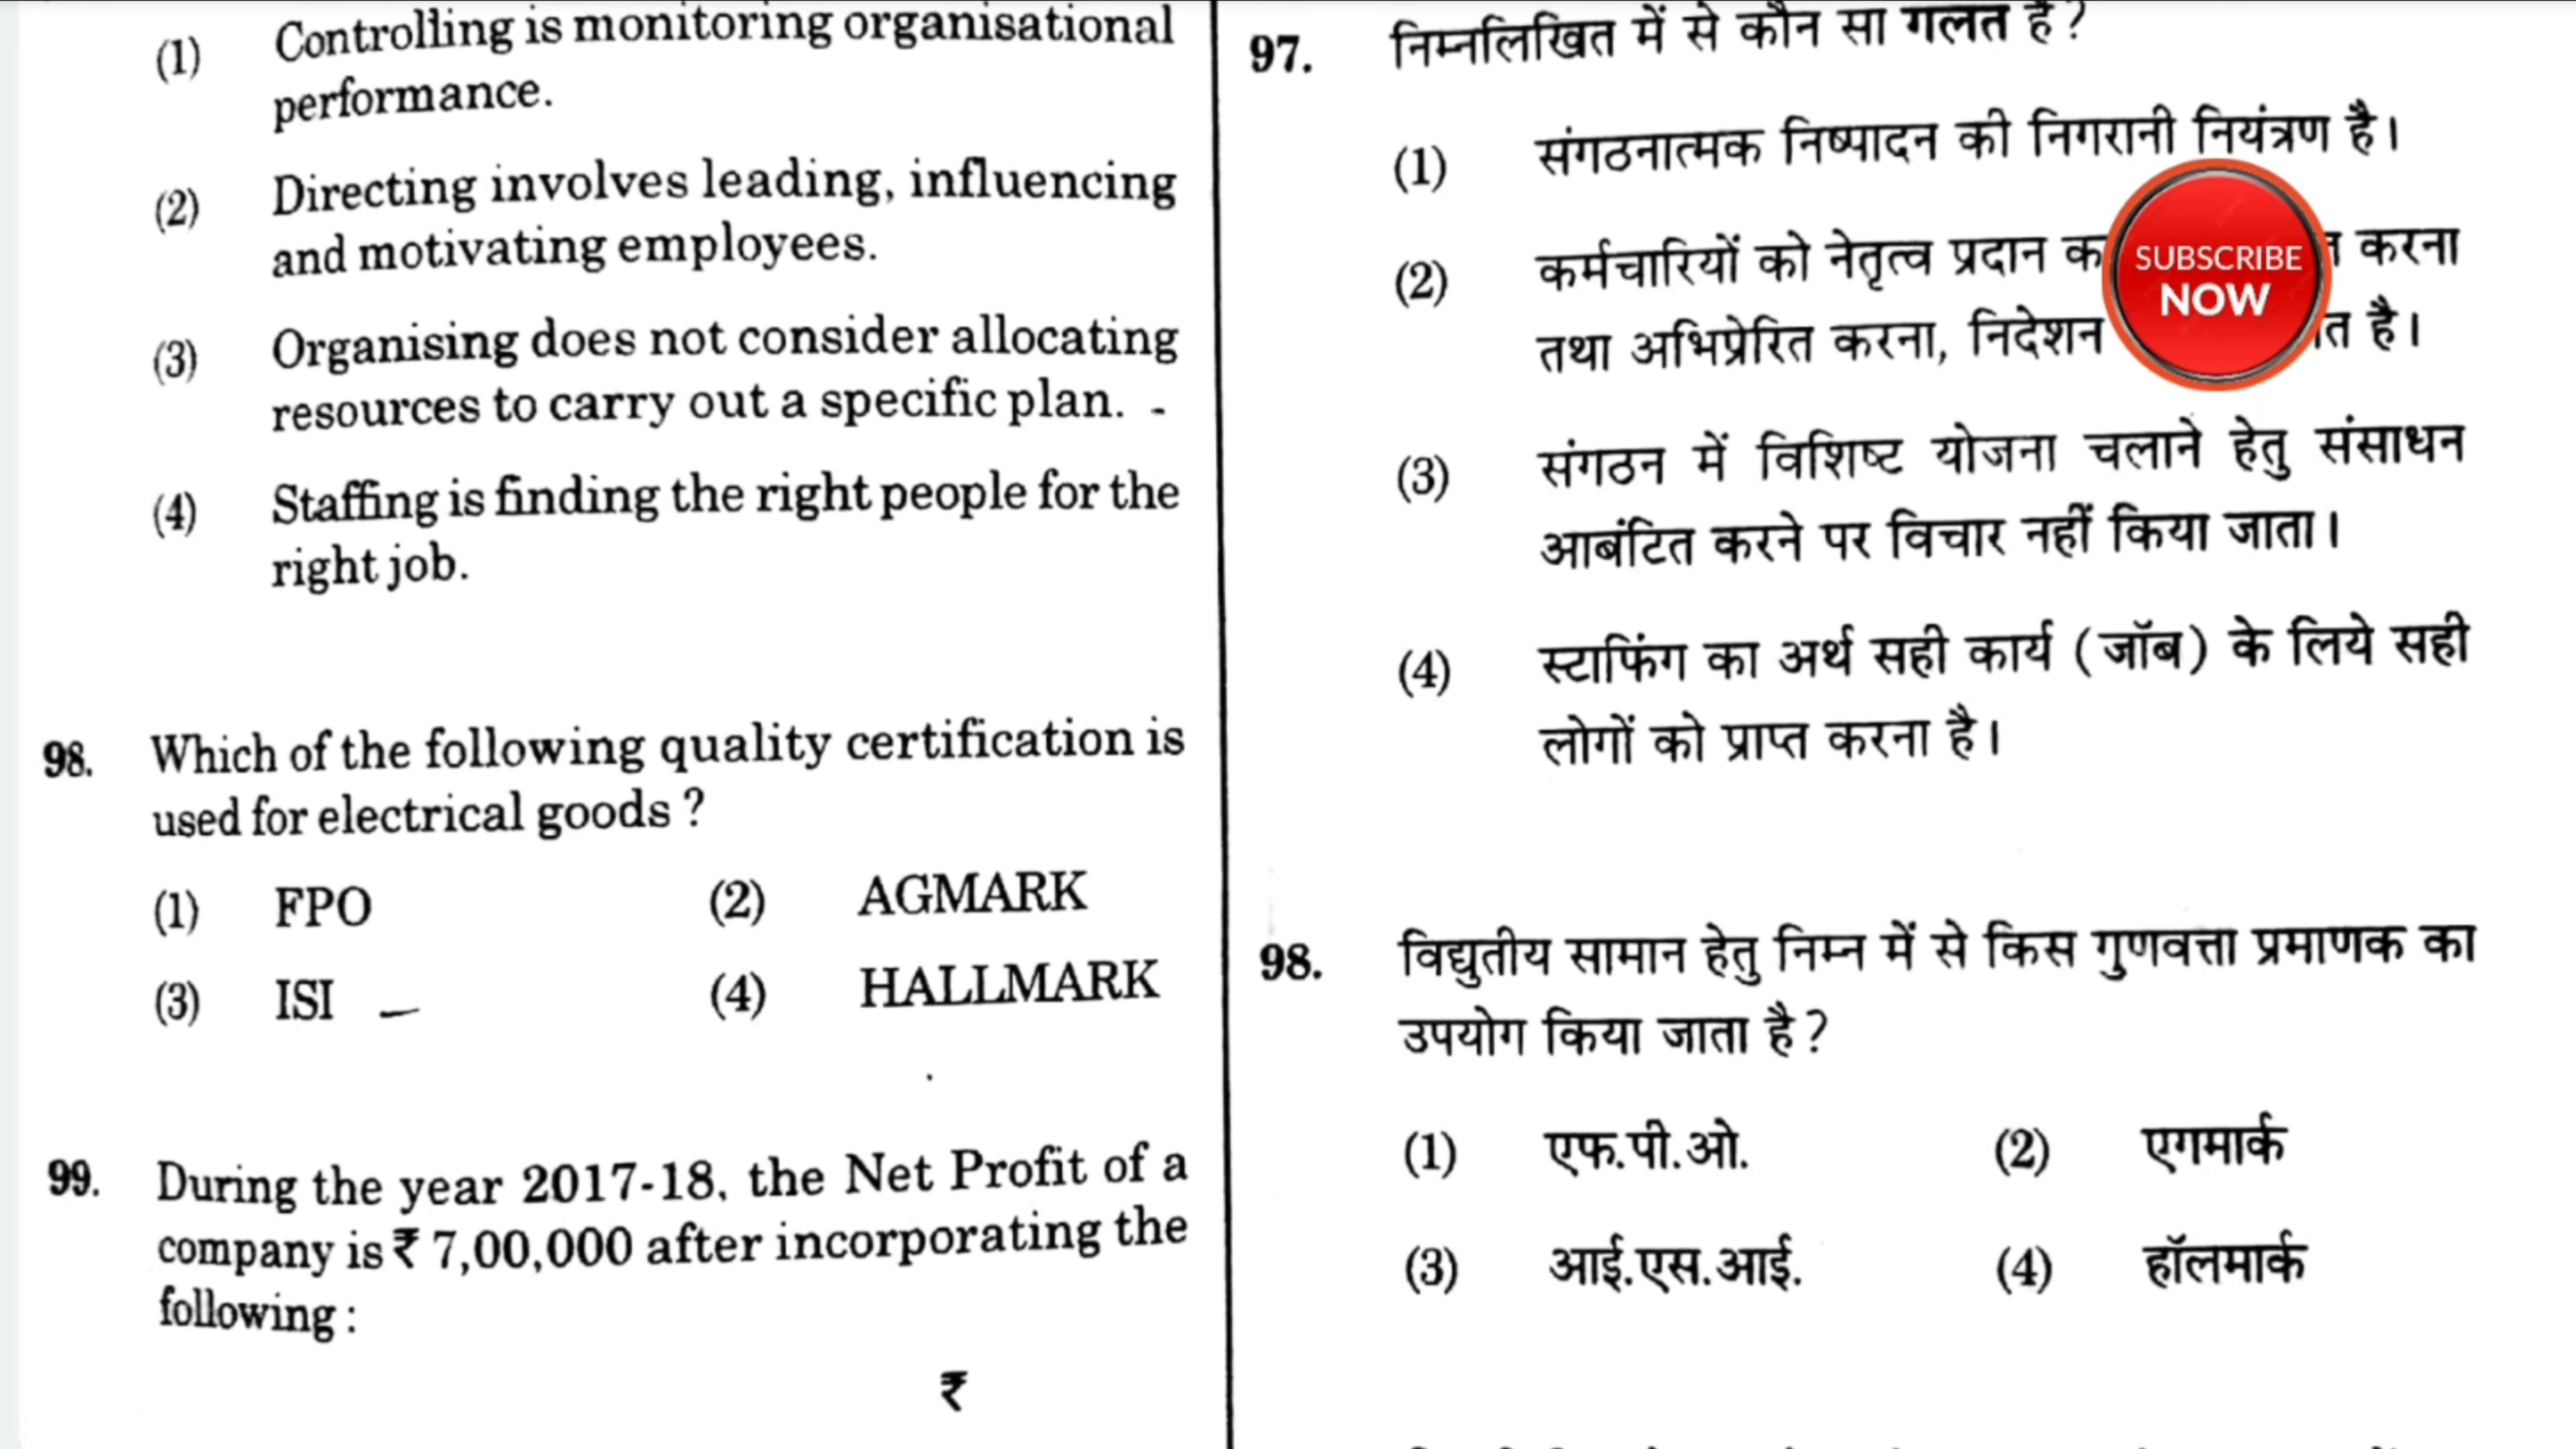 (1) Controlling is monitoring organisational
performance.
(2) Directing involves leading, influencing
and motivating employees.
(3) Organising does not consider allocating
resources to carry out a specific plan.
(4) Staffing is finding the right people for the
right job.
98. Which of the following quality certification is
used for electrical goods ?
(1) FPO (2) AGMARK
(3) ISI (4) HALLMARK
99. During the year 2017-18, the Net Profit of a
company is ₹ 7,00,000 after incorporating the
following :
₹
97. निम्नलिखित में से कौन सा गलत है ?
(1) संगठनात्मक निष्पादन की निगरानी नियंत्रण है।
(2) कर्मचारियों को नेतृत्व प्रदान करना
तथा अभिप्रेरित करना, निदेशन है।
(3) संगठन में विशिष्ट योजना चलाने हेतु संसाधन
आबंटित करने पर विचार नहीं किया जाता।
(4) स्टाफिंग का अर्थ सही कार्य (जॉब) के लिये सही
लोगों को प्राप्त करना है।
98. विद्युतीय सामान हेतु निम्न में से किस गुणवत्ता प्रमाणक का
उपयोग किया जाता है ?
(1) एफ.पी.ओ. (2) एगमार्क
(3) आई.एस.आई. (4) हॉलमार्क
SUBSCRIBE
NOW